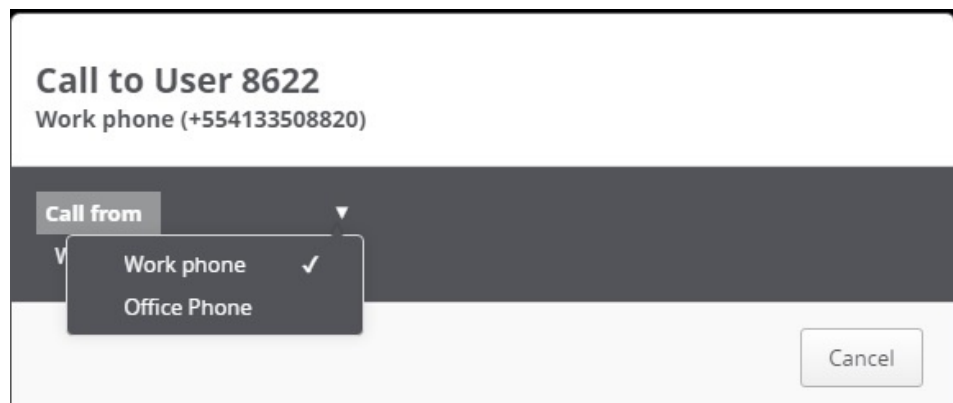 Call to User 8622
Work phone (+554133508820)
Call from
Work phone
Office Phone
Cancel